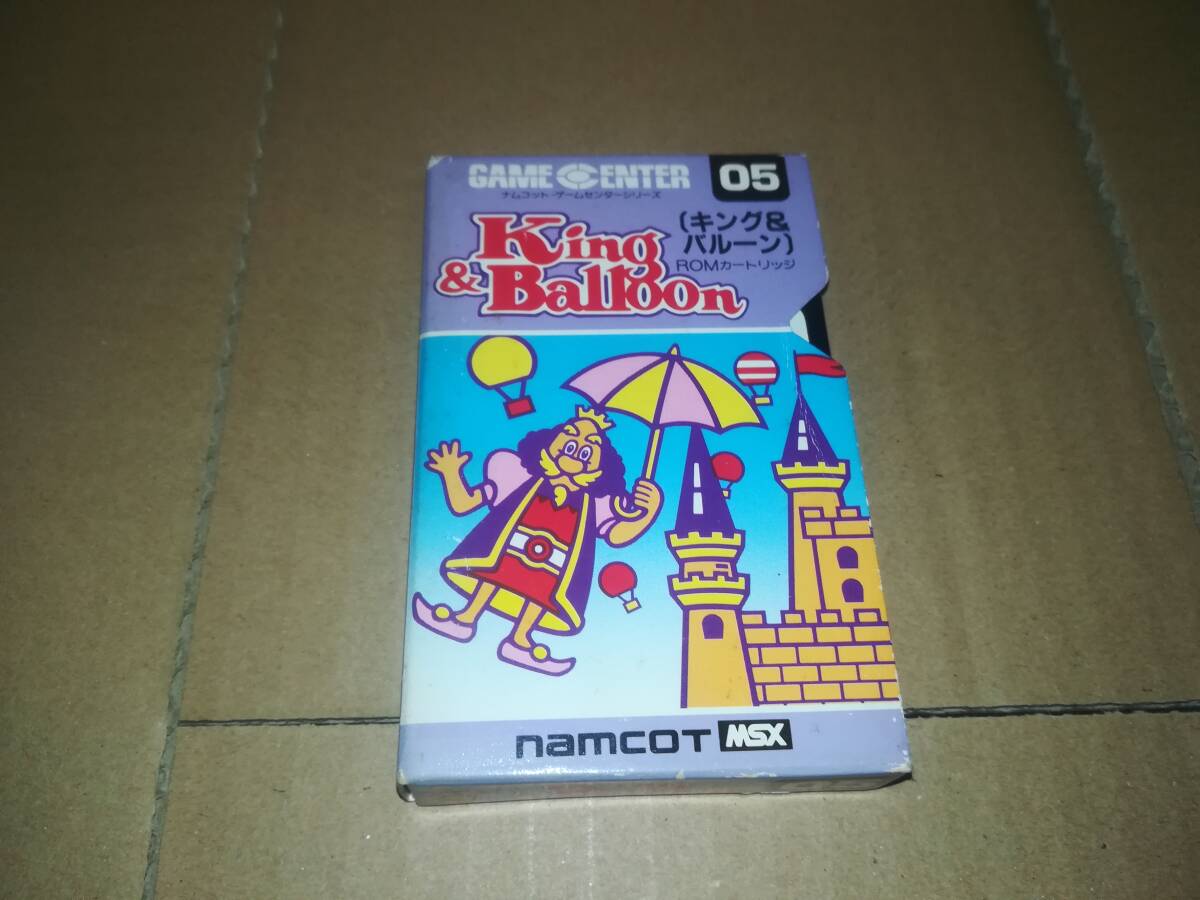 GAME CENTER 05
ナムコット ゲームセンターシリーズ
King
& Balloon
(キング&
バルーン)
ROMカートリッジ
namcot MSX